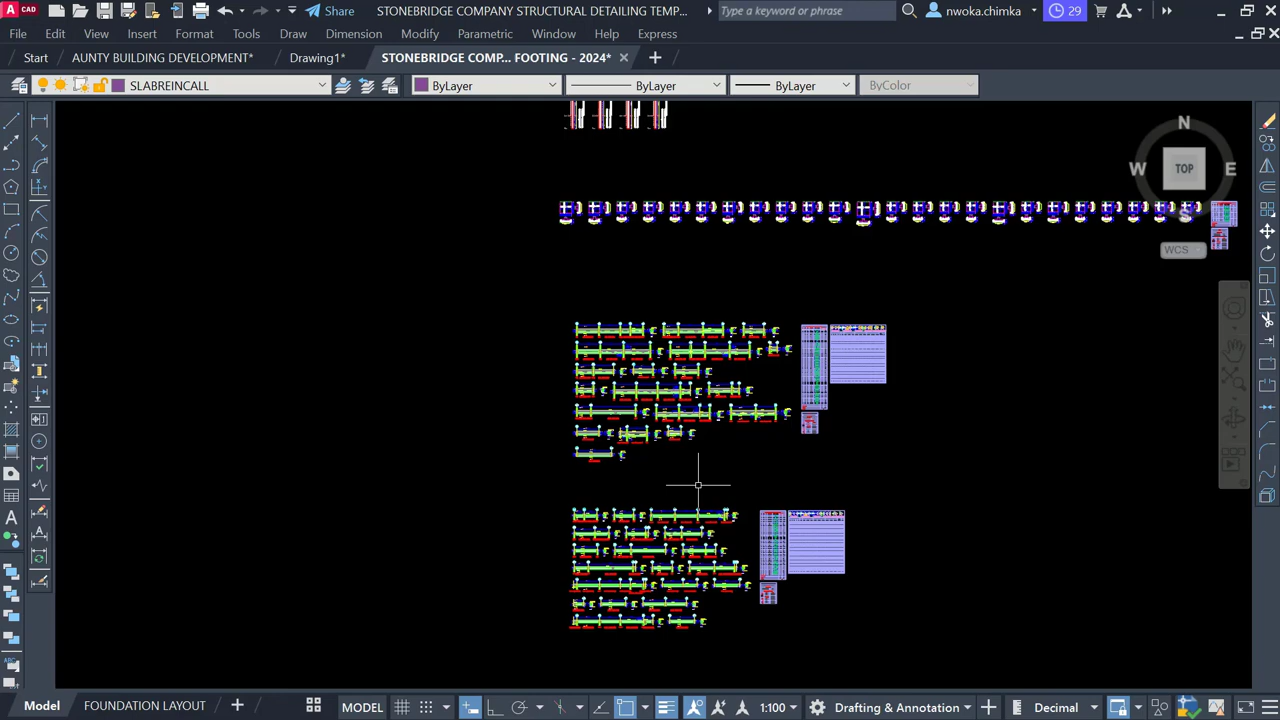 A CAD Share STONEBRIDGE COMPANY STRUCTURAL DETAILING TEMP... Type a keyword or phrase nwoka.chimka 29
File Edit View Insert Format Tools Draw Dimension Modify Parametric Window Help Express
Start AUNTY BUILDING DEVELOPMENT* Drawing1* STONEBRIDGE COMP... FOOTING - 2024*
SLABREINCALL ByLayer ByLayer ByLayer ByColor
N
W TOP E
S
WCS
Model FOUNDATION LAYOUT MODEL 1:100 Drafting & Annotation Decimal